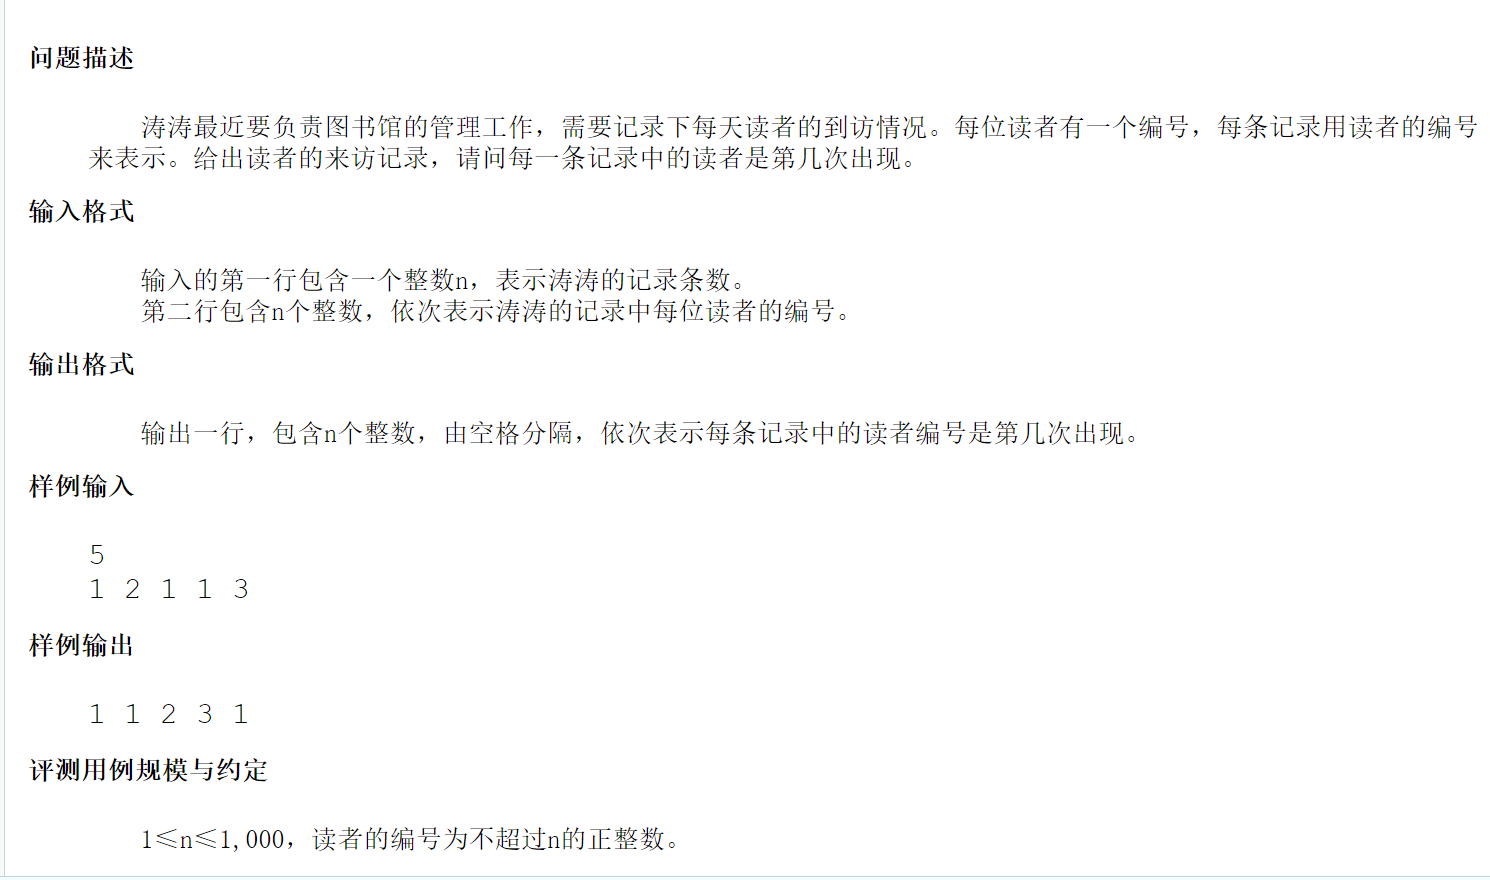 问题描述
涛涛最近要负责图书馆的管理工作，需要记录下每天读者的到访情况。每位读者有一个编号，每条记录用读者的编号
来表示。给出读者的来访记录，请问每一条记录中的读者是第几次出现。
输入格式
输入的第一行包含一个整数n，表示涛涛的记录条数。
第二行包含n个整数，依次表示涛涛的记录中每位读者的编号。
输出格式
输出一行，包含n个整数，由空格分隔，依次表示每条记录中的读者编号是第几次出现。
样例输入
5
1 2 1 1 3
样例输出
1 1 2 3 1
评测用例规模与约定
1≤n≤1,000，读者的编号为不超过n的正整数。